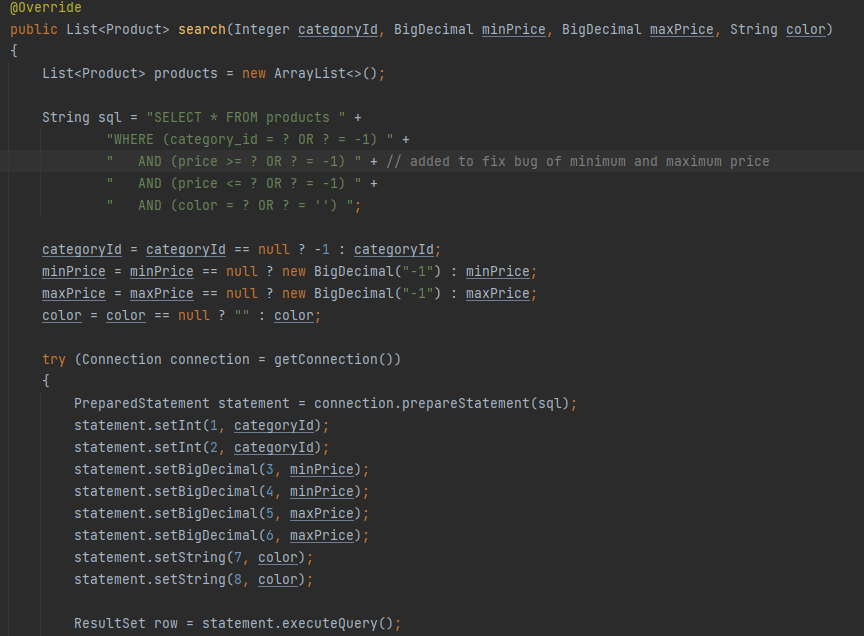 @Override
public List<Product> search(Integer categoryId, BigDecimal minPrice, BigDecimal maxPrice, String color)
{
    List<Product> products = new ArrayList<>();

    String sql = "SELECT * FROM products " +
            "WHERE (category_id = ? OR ? = -1) " +
            "   AND (price >= ? OR ? = -1) " + // added to fix bug of minimum and maximum price
            "   AND (price <= ? OR ? = -1) " +
            "   AND (color = ? OR ? = '') ";

    categoryId = categoryId == null ? -1 : categoryId;
    minPrice = minPrice == null ? new BigDecimal("-1") : minPrice;
    maxPrice = maxPrice == null ? new BigDecimal("-1") : maxPrice;
    color = color == null ? "" : color;

    try (Connection connection = getConnection())
    {
        PreparedStatement statement = connection.prepareStatement(sql);
        statement.setInt(1, categoryId);
        statement.setInt(2, categoryId);
        statement.setBigDecimal(3, minPrice);
        statement.setBigDecimal(4, minPrice);
        statement.setBigDecimal(5, maxPrice);
        statement.setBigDecimal(6, maxPrice);
        statement.setString(7, color);
        statement.setString(8, color);

        ResultSet row = statement.executeQuery();